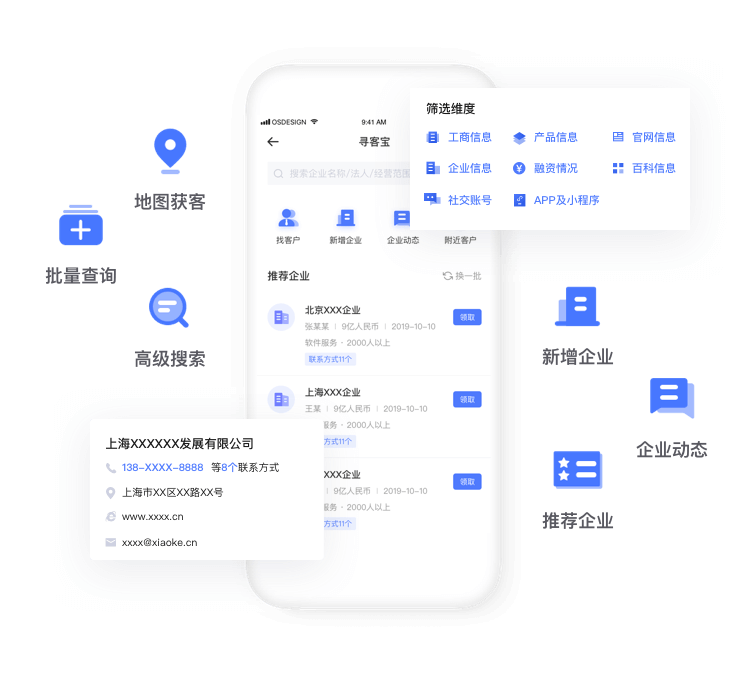 筛选维度
工商信息 产品信息 官网信息
企业信息 融资情况 百科信息
社交账号 APP及小程序
OSDESIGN 9:41 AM
寻客宝
搜索企业名称/法人/经营范围
找客户 新增企业 企业动态 附近客户
推荐企业 换一批
北京XXX企业
张某某 | 9亿人民币 | 2019-10-10
软件服务 · 2000人以上
联系方式11个
领取
上海XXX企业
王某 | 9亿人民币 | 2019-10-10
服务 · 2000人以上
方式11个
领取
XXX企业
9亿人民币 | 2019-10-10
服务 · 2000人以上
方式11个
领取
地图获客
批量查询
高级搜索
上海XXXXXX发展有限公司
138-XXXX-8888 等8个联系方式
上海市XX区XX路XX号
www.xxxx.cn
xxxx@xiaoke.cn
新增企业
企业动态
推荐企业